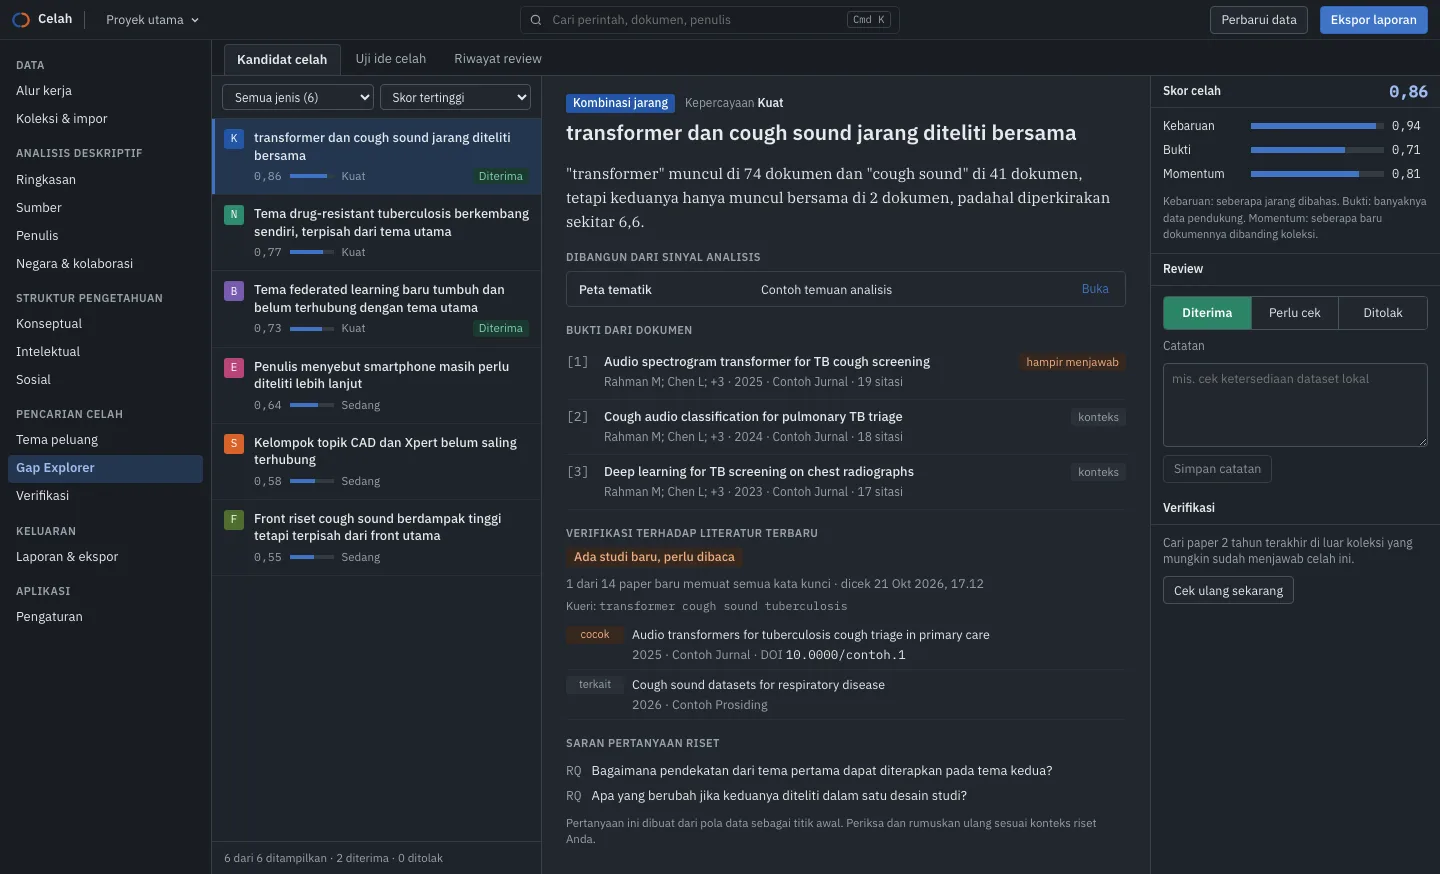 Celah
Proyek utama
Cari perintah, dokumen, penulis
Cmd K
Perbarui data
Ekspor laporan
DATA
Alur kerja
Koleksi & impor
ANALISIS DESKRIPTIF
Ringkasan
Sumber
Penulis
Negara & kolaborasi
STRUKTUR PENGETAHUAN
Konseptual
Intelektual
Sosial
PENCARIAN CELAH
Tema peluang
Gap Explorer
Verifikasi
KELUARAN
Laporan & ekspor
APLIKASI
Pengaturan
Kandidat celah
Uji ide celah
Riwayat review
Semua jenis (6)
Skor tertinggi
K
transformer dan cough sound jarang diteliti
bersama
0,86
Kuat
Diterima
N
Tema drug-resistant tuberculosis berkembang
sendiri, terpisah dari tema utama
0,77
Kuat
B
Tema federated learning baru tumbuh dan
belum terhubung dengan tema utama
0,73
Kuat
Diterima
E
Penulis menyebut smartphone masih perlu
diteliti lebih lanjut
0,64
Sedang
S
Kelompok topik CAD dan Xpert belum saling
terhubung
0,58
Sedang
F
Front riset cough sound berdampak tinggi
tetapi terpisah dari front utama
0,55
Sedang
6 dari 6 ditampilkan · 2 diterima · 0 ditolak
Kombinasi jarang
Kepercayaan Kuat
transformer dan cough sound jarang diteliti bersama
"transformer" muncul di 74 dokumen dan "cough sound" di 41 dokumen,
tetapi keduanya hanya muncul bersama di 2 dokumen, padahal diperkirakan
sekitar 6,6.
DIBANGUN DARI SINYAL ANALISIS
Peta tematik
Contoh temuan analisis
Buka
BUKTI DARI DOKUMEN
[1]
Audio spectrogram transformer for TB cough screening
hampir menjawab
Rahman M; Chen L; +3 · 2025 · Contoh Jurnal · 19 sitasi
[2]
Cough audio classification for pulmonary TB triage
konteks
Rahman M; Chen L; +3 · 2024 · Contoh Jurnal · 18 sitasi
[3]
Deep learning for TB screening on chest radiographs
konteks
Rahman M; Chen L; +3 · 2023 · Contoh Jurnal · 17 sitasi
VERIFIKASI TERHADAP LITERATUR TERBARU
Ada studi baru, perlu dibaca
1 dari 14 paper baru memuat semua kata kunci · dicek 21 Okt 2026, 17.12
Kueri: transformer cough sound tuberculosis
cocok
Audio transformers for tuberculosis cough triage in primary care
2025 · Contoh Jurnal · DOI 10.0000/contoh.1
terkait
Cough sound datasets for respiratory disease
2026 · Contoh Prosiding
SARAN PERTANYAAN RISET
RQ Bagaimana pendekatan dari tema pertama dapat diterapkan pada tema kedua?
RQ Apa yang berubah jika keduanya diteliti dalam satu desain studi?
Pertanyaan ini dibuat dari pola data sebagai titik awal. Periksa dan rumuskan ulang sesuai konteks riset
Anda.
Skor celah
0,86
Kebaruan
0,94
Bukti
0,71
Momentum
0,81
Kebaruan: seberapa jarang dibahas. Bukti: banyaknya
data pendukung. Momentum: seberapa baru
dokumennya dibanding koleksi.
Review
Diterima
Perlu cek
Ditolak
Catatan
mis. cek ketersediaan dataset lokal
Simpan catatan
Verifikasi
Cari paper 2 tahun terakhir di luar koleksi yang
mungkin sudah menjawab celah ini.
Cek ulang sekarang